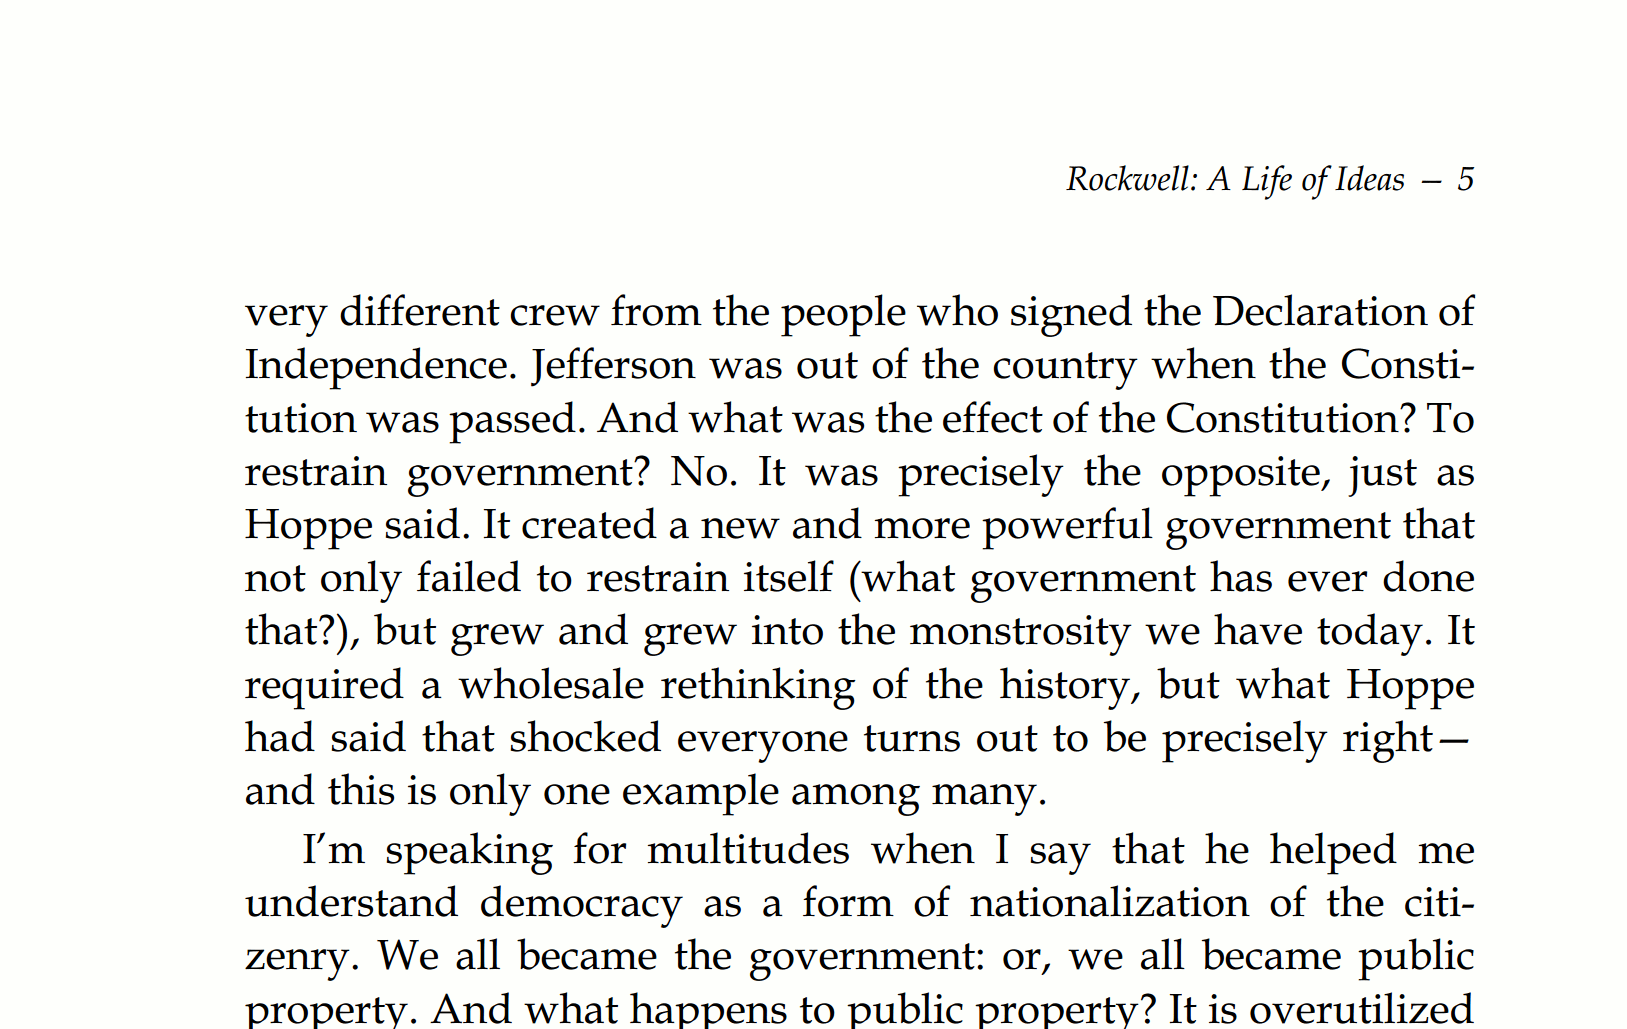 Rockwell: A Life of Ideas — 5
very different crew from the people who signed the Declaration of
Independence. Jefferson was out of the country when the Consti-
tution was passed. And what was the effect of the Constitution? To
restrain government? No. It was precisely the opposite, just as
Hoppe said. It created a new and more powerful government that
not only failed to restrain itself (what government has ever done
that?), but grew and grew into the monstrosity we have today. It
required a wholesale rethinking of the history, but what Hoppe
had said that shocked everyone turns out to be precisely right—
and this is only one example among many.
I’m speaking for multitudes when I say that he helped me
understand democracy as a form of nationalization of the citi-
zenry. We all became the government: or, we all became public
property. And what happens to public property? It is overutilized